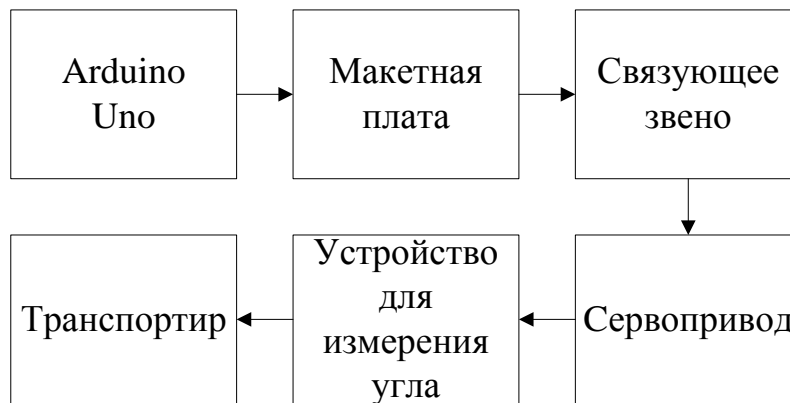 Arduino
Uno
Макетная
плата
Связующее
звено
Транспортир
Устройство
для
измерения
угла
Сервопривод